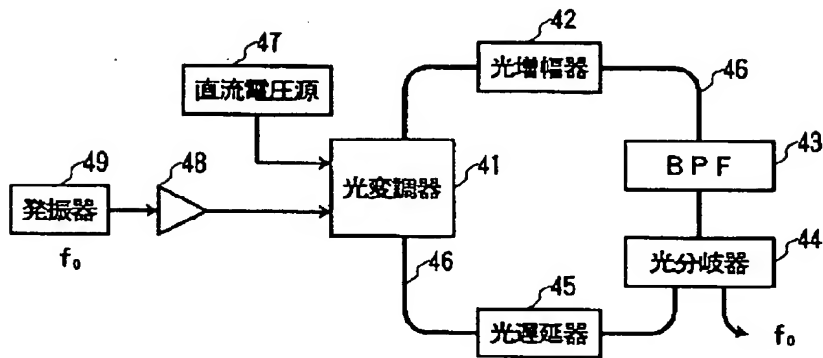 42
光増幅器
47
直流電圧源
46
43
BPF
49
発振器
f₀
48
光変調器
41
44
光分岐器
46
45
光遅延器
f₀